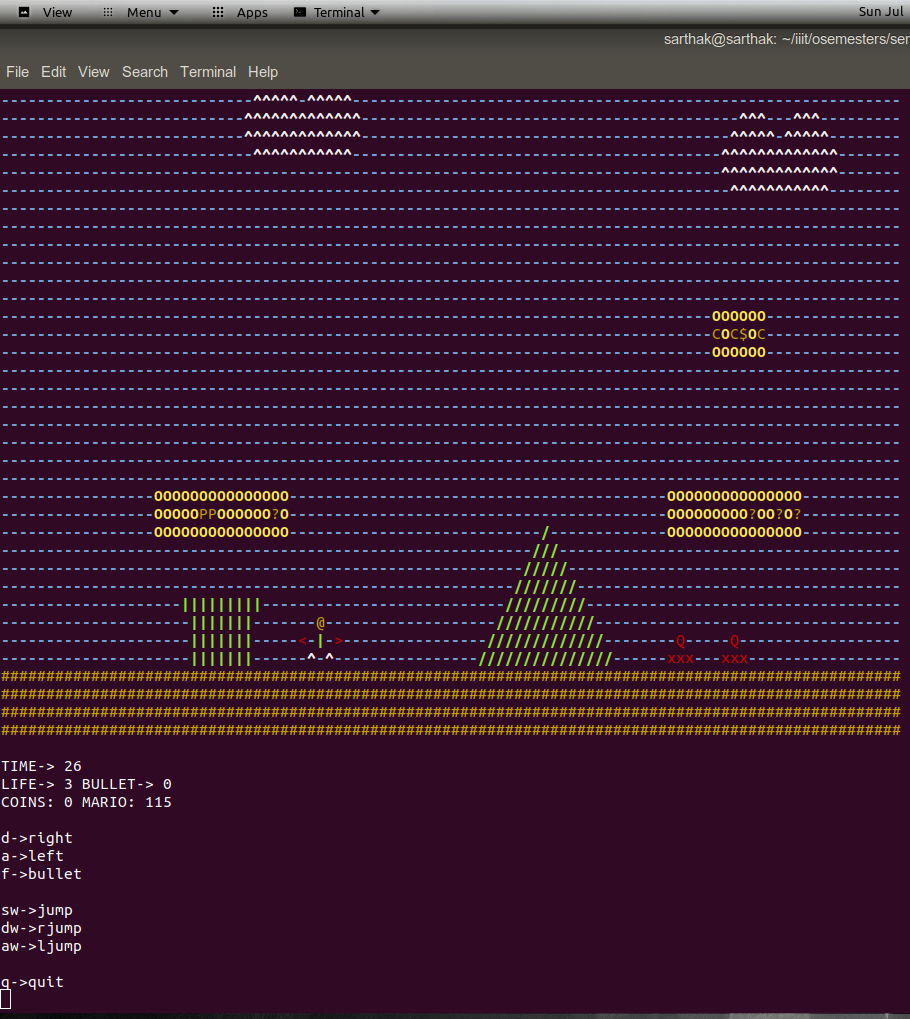 View Menu Apps Terminal Sun Jul
sarthak@sarthak: ~/iiit/osemesters/ser
File Edit View Search Terminal Help
OOOOOO
COC$OC
OOOOOO
OOOOOOOOOOOOOOO OOOOOOOOOOOOOOO
OOOOOPPOOOOOO?O OOOOOOOOO?OO?O?
OOOOOOOOOOOOOOO OOOOOOOOOOOOOOO
@
<-|-> Q Q
^-^ xxx xxx
TIME-> 26
LIFE-> 3 BULLET-> 0
COINS: 0 MARIO: 115
d->right
a->left
f->bullet
sw->jump
dw->rjump
aw->ljump
q->quit